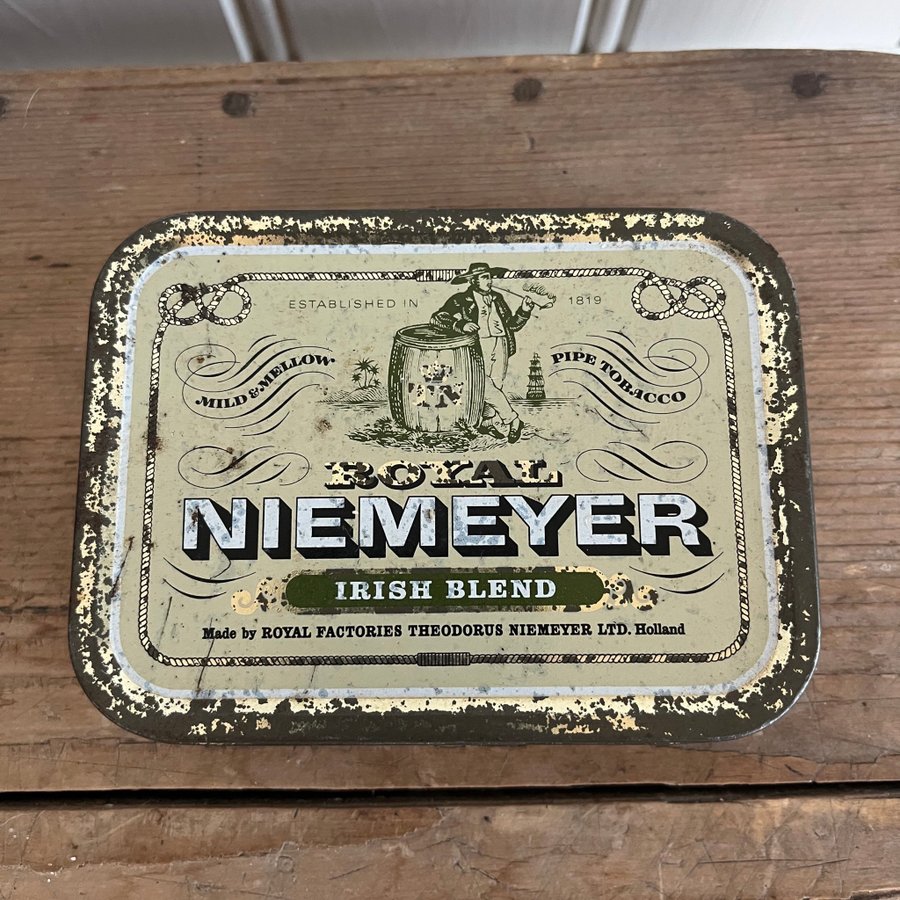 ESTABLISHED IN 1819
MILD & MELLOW
PIPE TOBACCO
TN
ROYAL
NIEMEYER
IRISH BLEND
Made by ROYAL FACTORIES THEODORUS NIEMEYER LTD. Holland